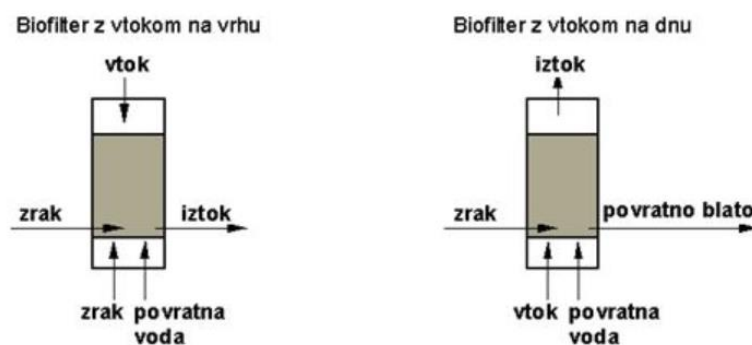 Biofilter z vtokom na vrhu
vtok
zrak
iztok
zrak povratna
voda
Biofilter z vtokom na dnu
iztok
zrak
povratno blato
vtok povratna
voda